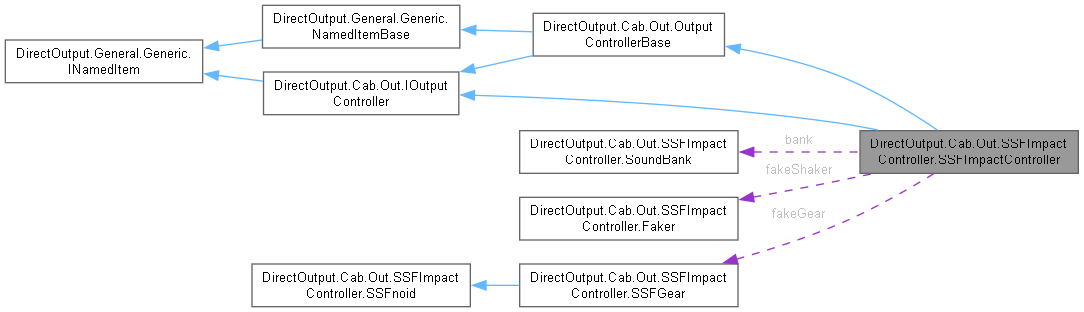 DirectOutput.General.Generic.
INamedItem
DirectOutput.General.Generic.
NamedItemBase
DirectOutput.Cab.Out.IOutput
Controller
DirectOutput.Cab.Out.Output
ControllerBase
DirectOutput.Cab.Out.SSFImpact
Controller.SoundBank
DirectOutput.Cab.Out.SSFImpact
Controller.Faker
DirectOutput.Cab.Out.SSFImpact
Controller.SSFnoid
DirectOutput.Cab.Out.SSFImpact
Controller.SSFGear
bank
fakeShaker
fakeGear
DirectOutput.Cab.Out.SSFImpact
Controller.SSFImpactController